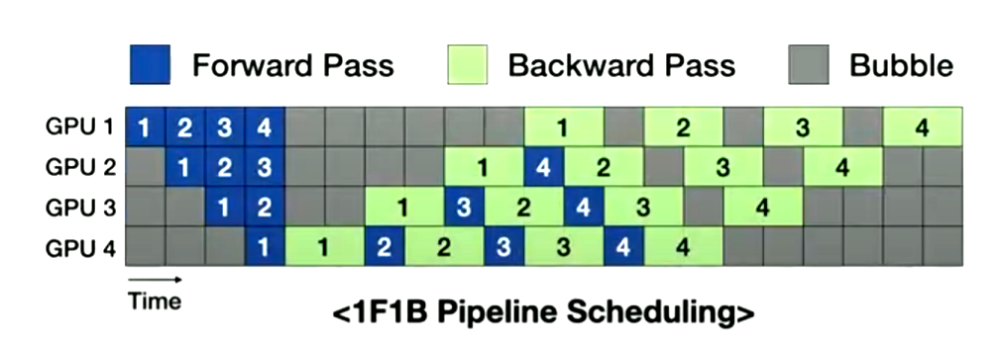 Forward Pass Backward Pass Bubble
GPU 1 1 2 3 4 1 2 3 4
GPU 2 1 2 3 1 4 2 3 4
GPU 3 1 2 1 3 2 4 3 4
GPU 4 1 1 2 2 3 3 4 4
Time
<1F1B Pipeline Scheduling>